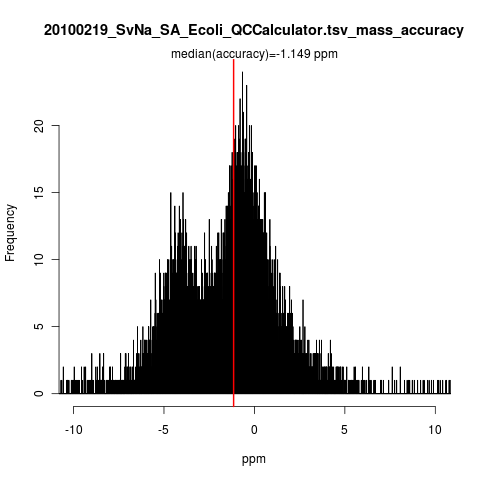 20100219_SvNa_SA_Ecoli_QCCalculator.tsv_mass_accuracy
median(accuracy)=-1.149 ppm
Frequency
20
15
10
5
0
-10 -5 0 5 10
ppm